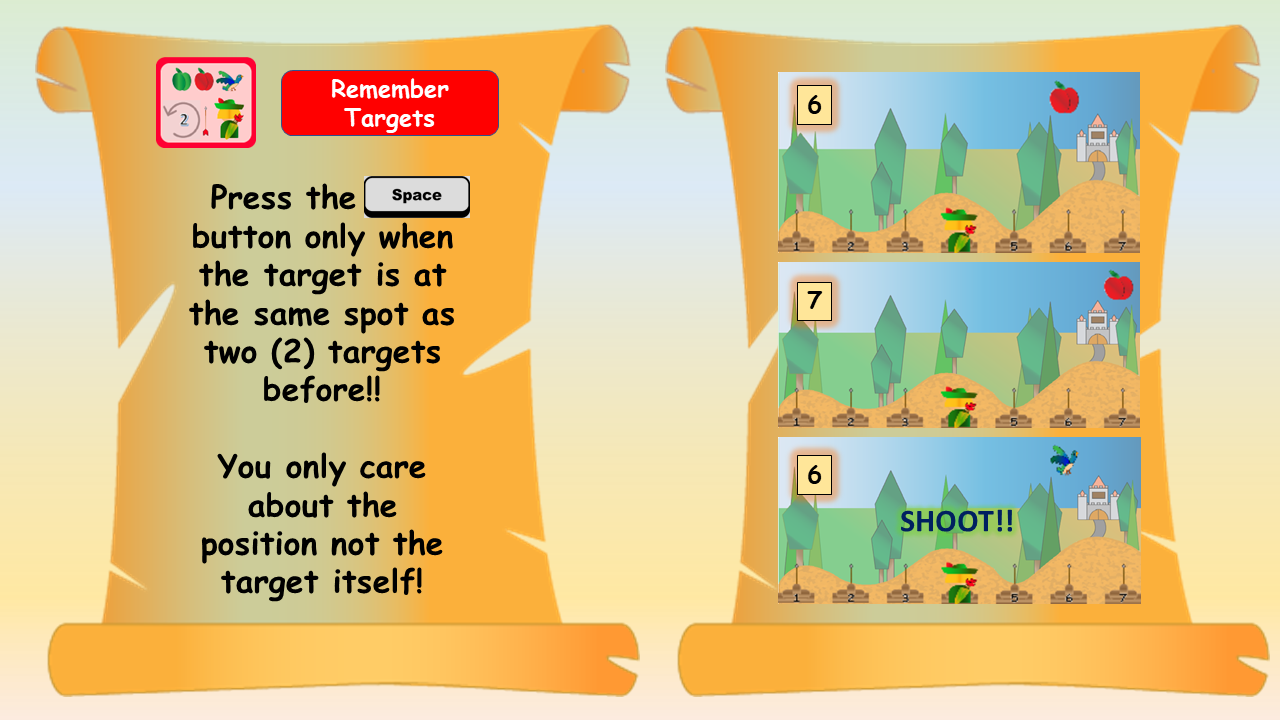 2
Remember
Targets
Press the Space
button only when
the target is at
the same spot as
two (2) targets
before!!
You only care
about the
position not the
target itself!
6
1 2 3 5 6 7
7
1 2 3 5 6 7
6
SHOOT!!
1 2 3 5 6 7